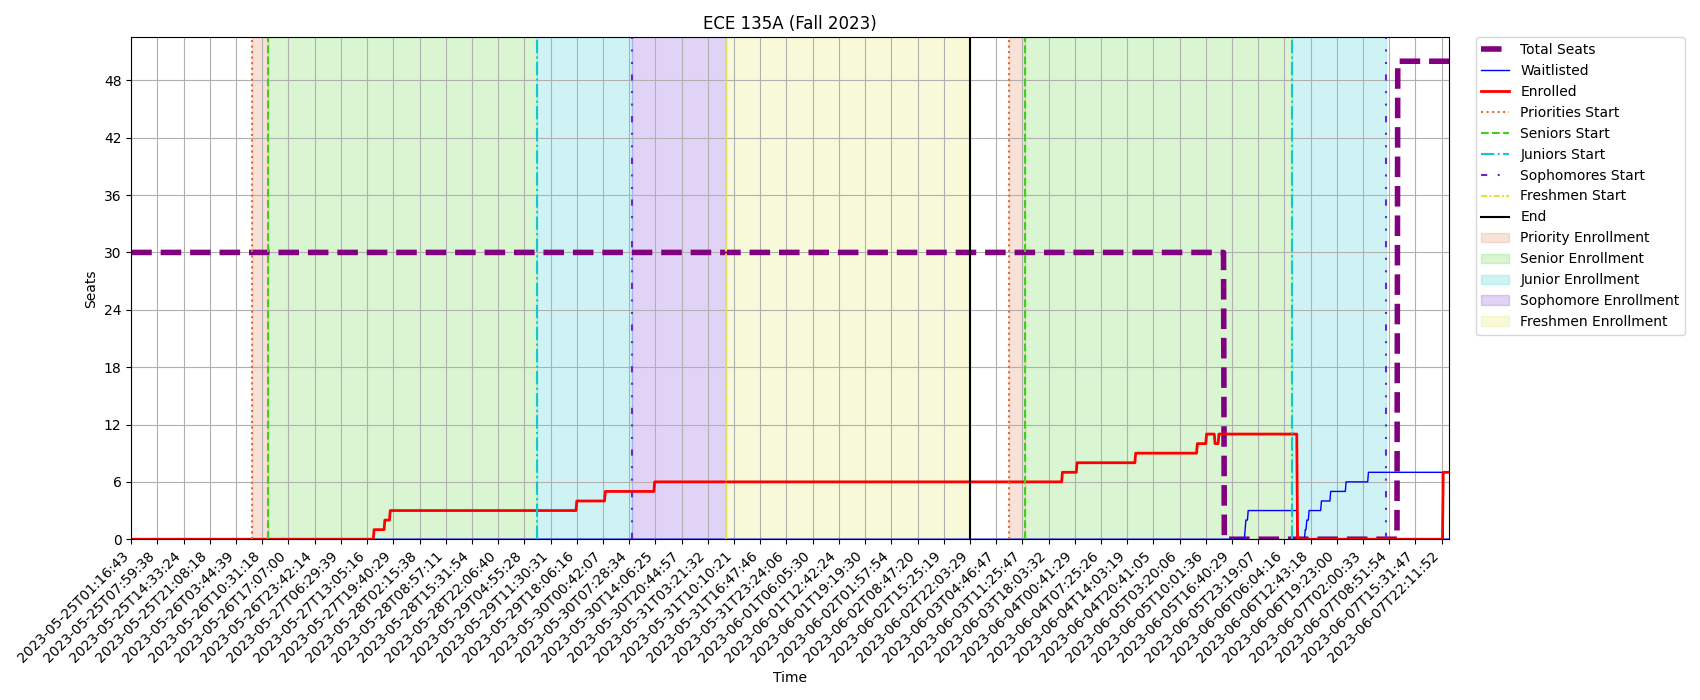 ECE 135A (Fall 2023)
Seats
48
42
36
30
24
18
12
6
0
2023-05-25T01:16:43
2023-05-25T07:59:38
2023-05-25T14:33:24
2023-05-25T21:08:18
2023-05-26T03:44:39
2023-05-26T10:31:18
2023-05-26T17:07:00
2023-05-26T23:42:14
2023-05-27T06:29:39
2023-05-27T13:05:16
2023-05-27T19:40:29
2023-05-28T02:15:38
2023-05-28T08:57:11
2023-05-28T15:31:54
2023-05-28T22:06:40
2023-05-29T04:55:28
2023-05-29T11:30:31
2023-05-29T18:06:16
2023-05-30T00:42:07
2023-05-30T07:28:34
2023-05-30T14:06:25
2023-05-30T20:44:57
2023-05-31T03:21:32
2023-05-31T10:10:21
2023-05-31T16:47:46
2023-05-31T23:24:06
2023-06-01T06:05:30
2023-06-01T12:42:24
2023-06-01T19:19:30
2023-06-02T01:57:54
2023-06-02T08:47:20
2023-06-02T15:25:19
2023-06-02T22:03:29
2023-06-03T04:46:47
2023-06-03T11:25:47
2023-06-03T18:03:32
2023-06-04T00:41:29
2023-06-04T07:25:26
2023-06-04T14:03:19
2023-06-04T20:41:05
2023-06-05T03:20:06
2023-06-05T10:01:36
2023-06-05T16:40:29
2023-06-05T23:19:07
2023-06-06T06:04:16
2023-06-06T12:43:18
2023-06-06T19:23:00
2023-06-07T02:00:33
2023-06-07T08:51:54
2023-06-07T15:31:47
2023-06-07T22:11:52
Time
Total Seats
Waitlisted
Enrolled
Priorities Start
Seniors Start
Juniors Start
Sophomores Start
Freshmen Start
End
Priority Enrollment
Senior Enrollment
Junior Enrollment
Sophomore Enrollment
Freshmen Enrollment